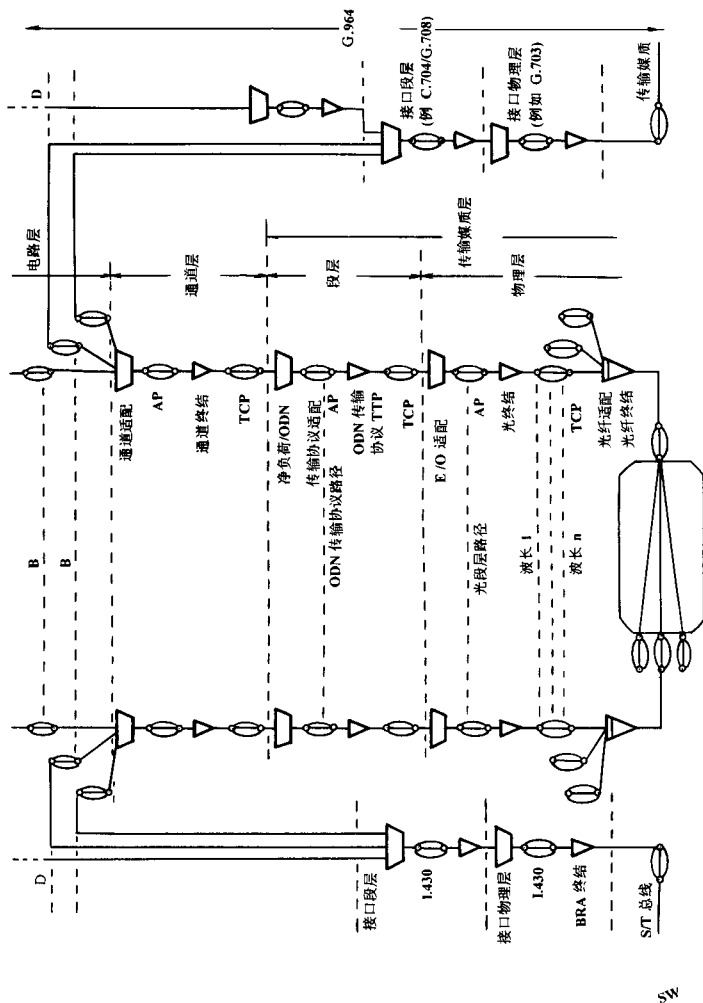 G.964
D
接口段层
(例 C.704/G.708)
接口物理层
(例如 G.703)
传输媒质
电路层
通道层
段层
传输媒质层
物理层
通道适配
AP
通道终结
TCP
净负荷/ODN
传输协议适配
AP
ODN 传输
协议 TTP
TCP
E/O 适配
AP
光终结
TCP
光纤适配
光纤终结
B
B
ODN 传输协议路径
光段层路径
波长 1
波长 n
D
接口段层
I.430
接口物理层
I.430
BRA 终结
S/T 总线
SW